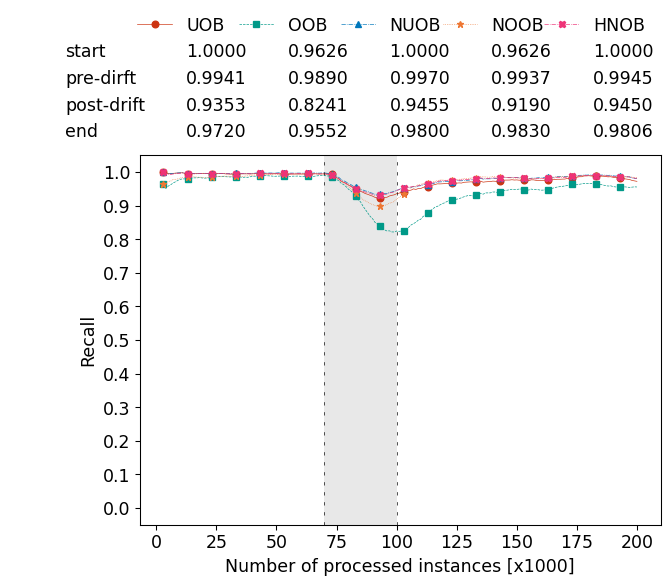 UOB OOB NUOB NOOB HNOB
start 1.0000 0.9626 1.0000 0.9626 1.0000
pre-dirft 0.9941 0.9890 0.9970 0.9937 0.9945
post-drift 0.9353 0.8241 0.9455 0.9190 0.9450
end 0.9720 0.9552 0.9800 0.9830 0.9806
1.0
0.9
0.8
0.7
0.6
0.5
0.4
0.3
0.2
0.1
0.0
Recall
0 25 50 75 100 125 150 175 200
Number of processed instances [x1000]